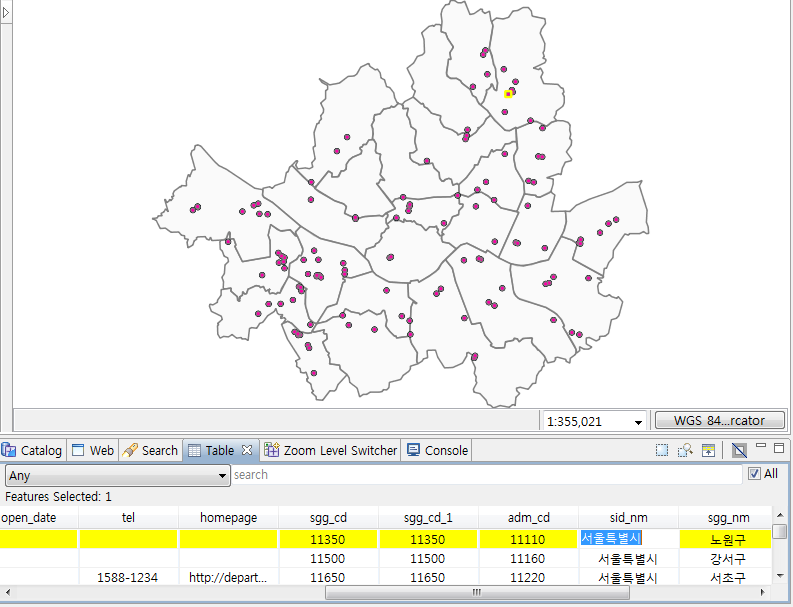 1:355,021 WGS 84...rcator
Catalog Web Search Table Zoom Level Switcher Console
Any search All
Features Selected: 1
open_date tel homepage sgg_cd sgg_cd_1 adm_cd sid_nm sgg_nm
11350 11350 11110 서울특별시 노원구
11500 11500 11160 서울특별시 강서구
1588-1234 http://depart... 11650 11650 11220 서울특별시 서초구